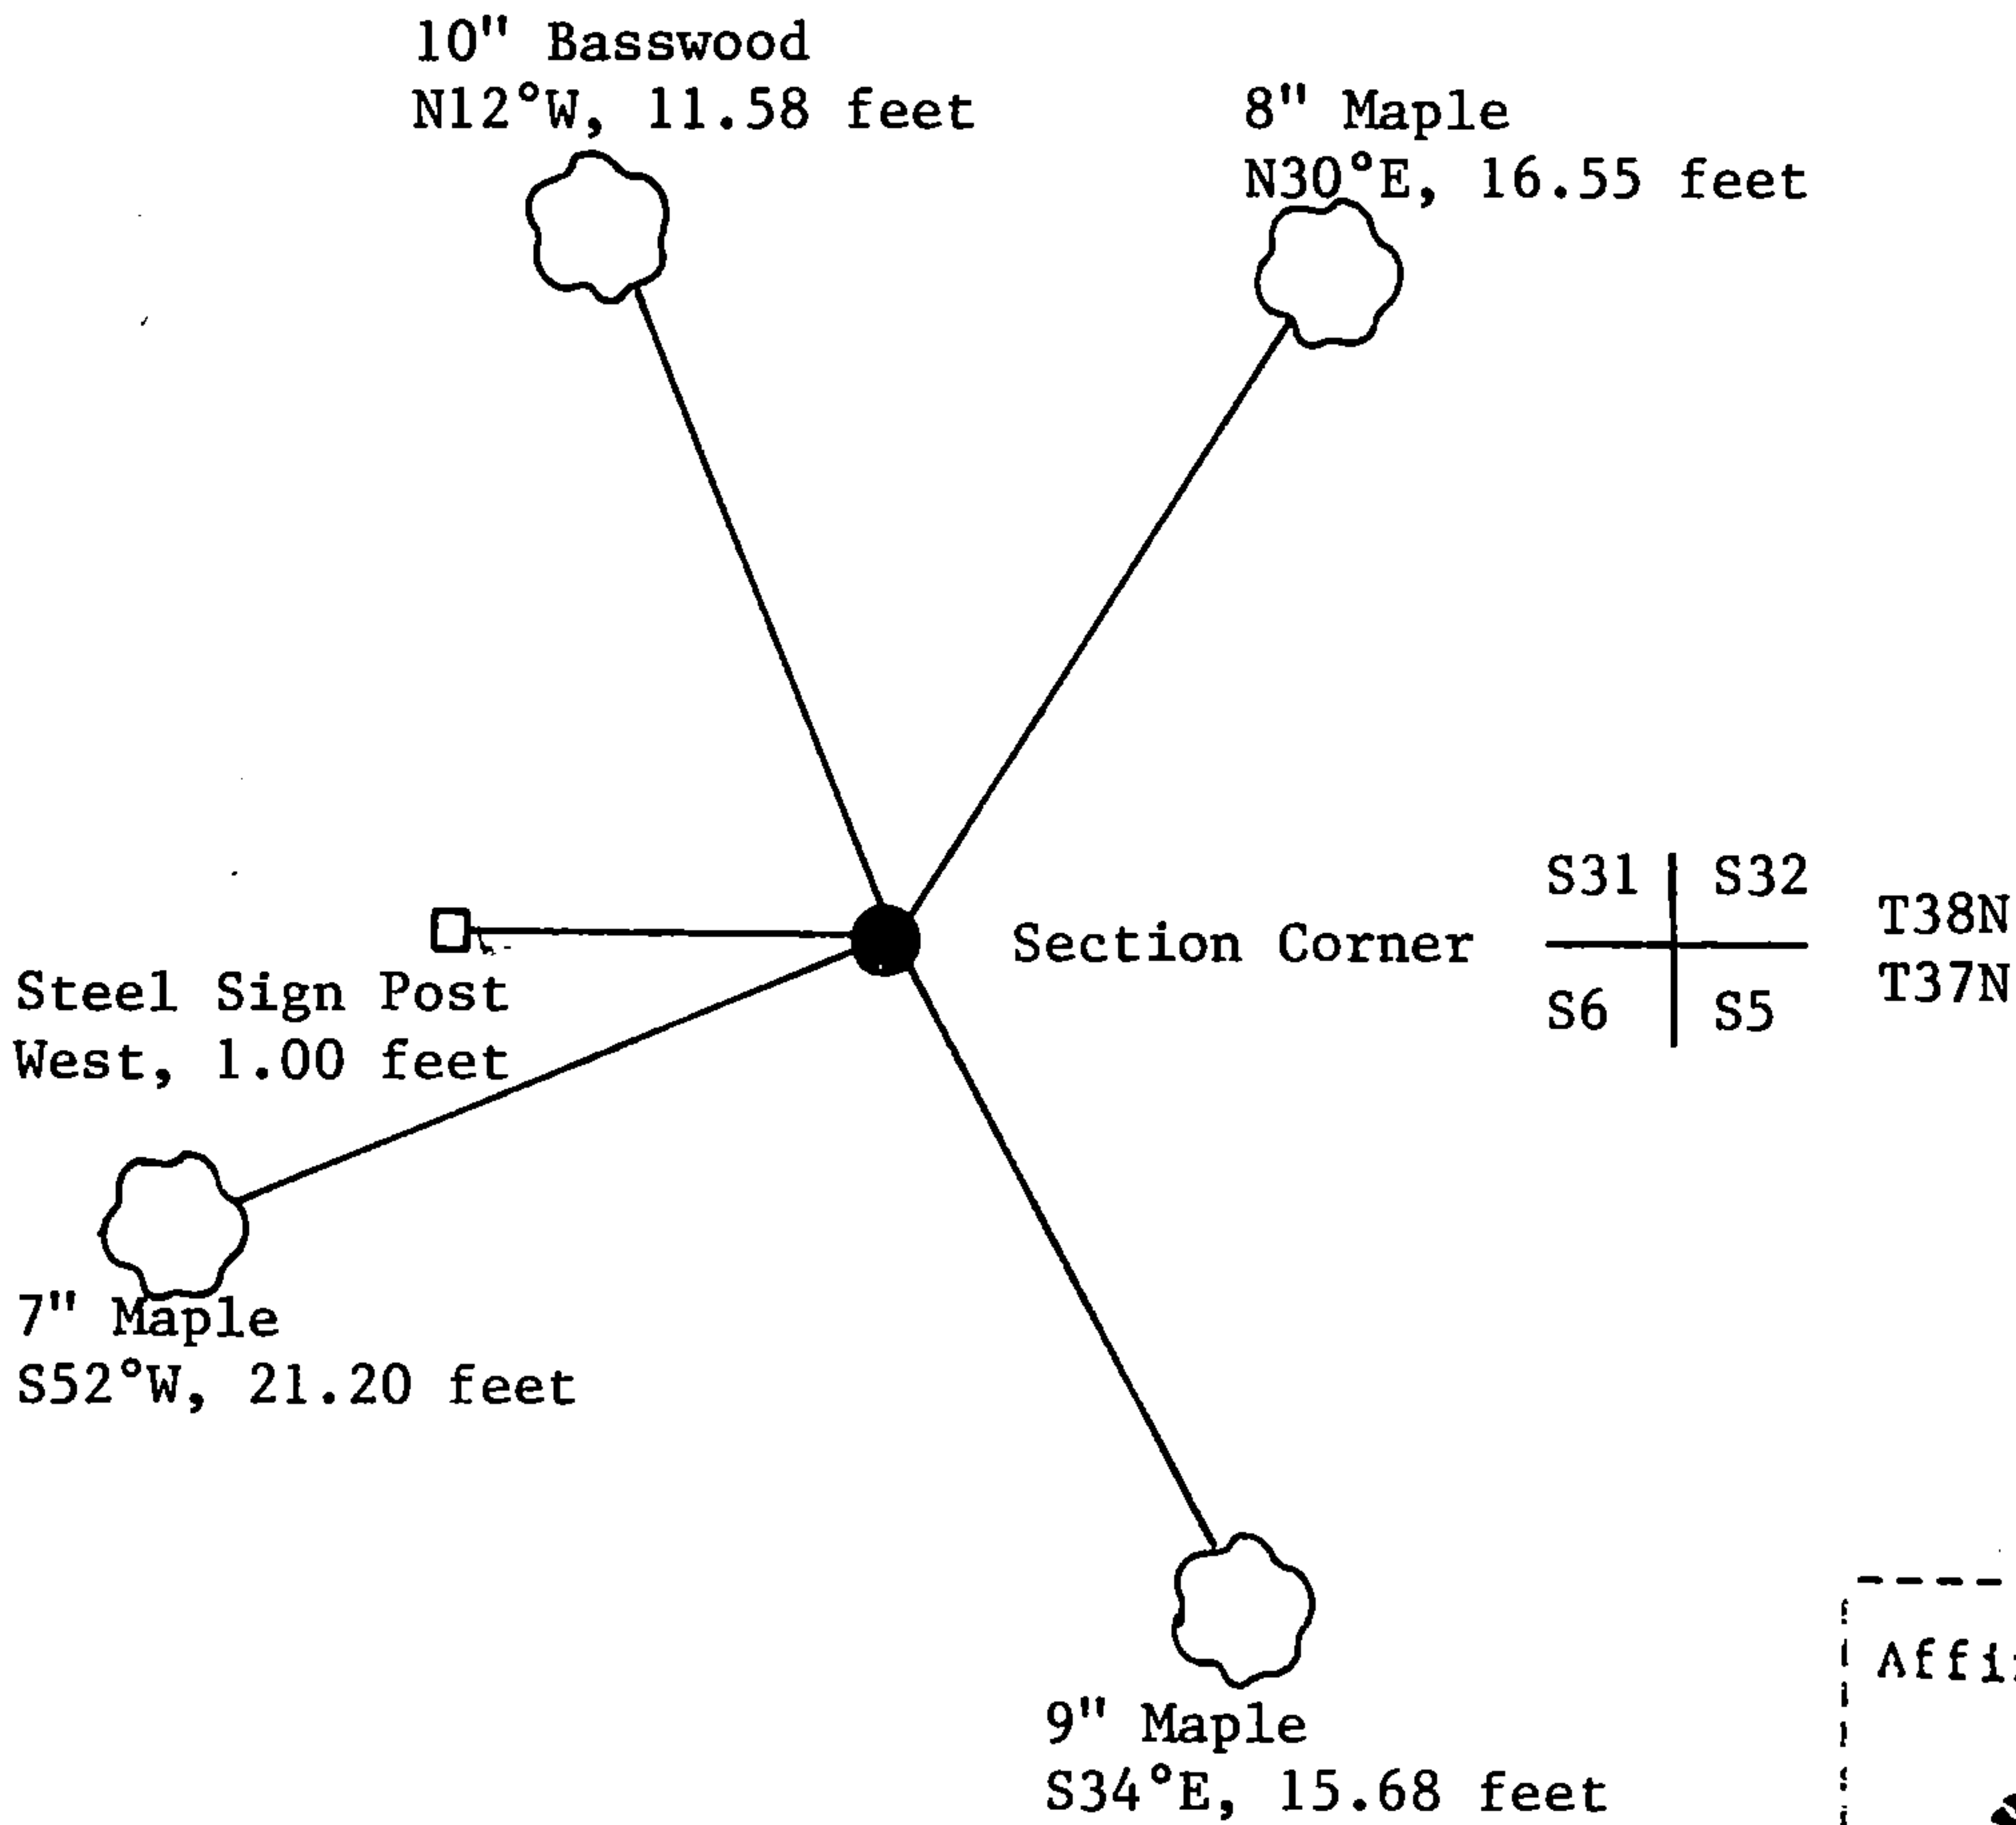 10" Basswood
N12°W, 11.58 feet
8" Maple
N30°E, 16.55 feet
S31 S32
T38N
Section Corner
T37N
S6 S5
Steel Sign Post
West, 1.00 feet
7" Maple
S52°W, 21.20 feet
9" Maple
S34°E, 15.68 feet